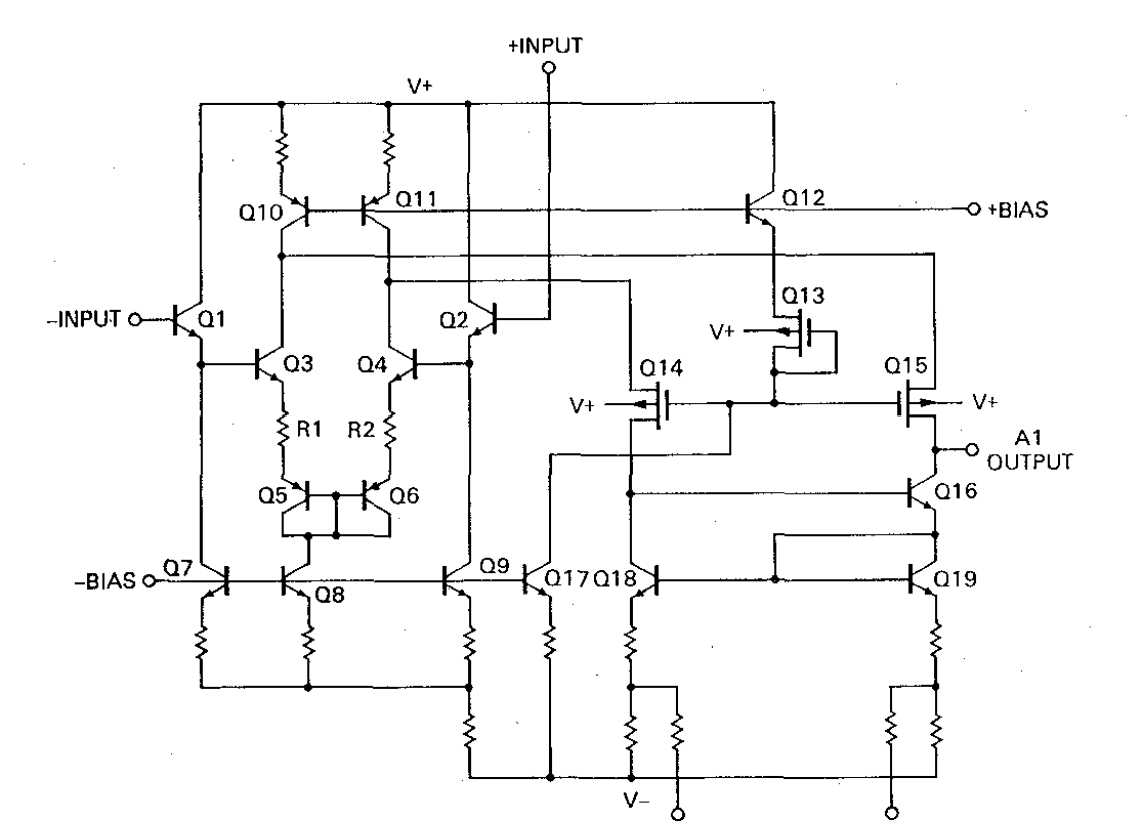 +INPUT
V+
Q10
Q11
Q12
+BIAS
-INPUT
Q1
Q2
Q13
V+
Q3
Q4
Q14
Q15
V+
V+
R1
R2
A1
OUTPUT
Q5
Q6
Q16
-BIAS
Q7
Q8
Q9
Q17
Q18
Q19
V-